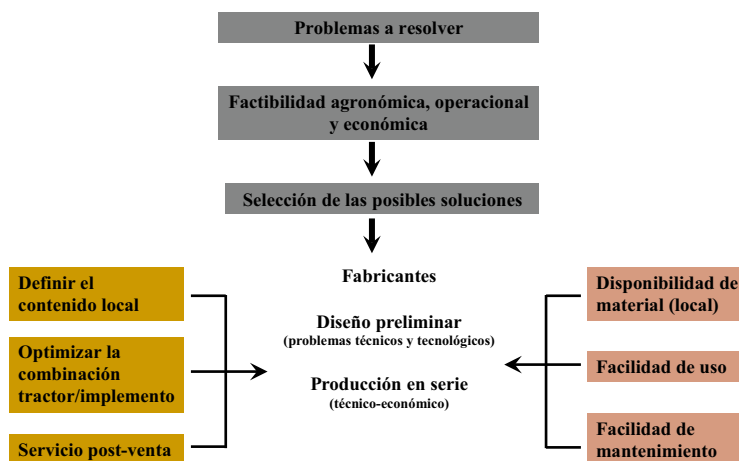 Problemas a resolver
Factibilidad agronómica, operacional
y económica
Selección de las posibles soluciones
Fabricantes
Diseño preliminar
(problemas técnicos y tecnológicos)
Producción en serie
(técnico-económico)
Definir el
contenido local
Optimizar la
combinación
tractor/implemento
Servicio post-venta
Disponibilidad de
material (local)
Facilidad de uso
Facilidad de
mantenimiento